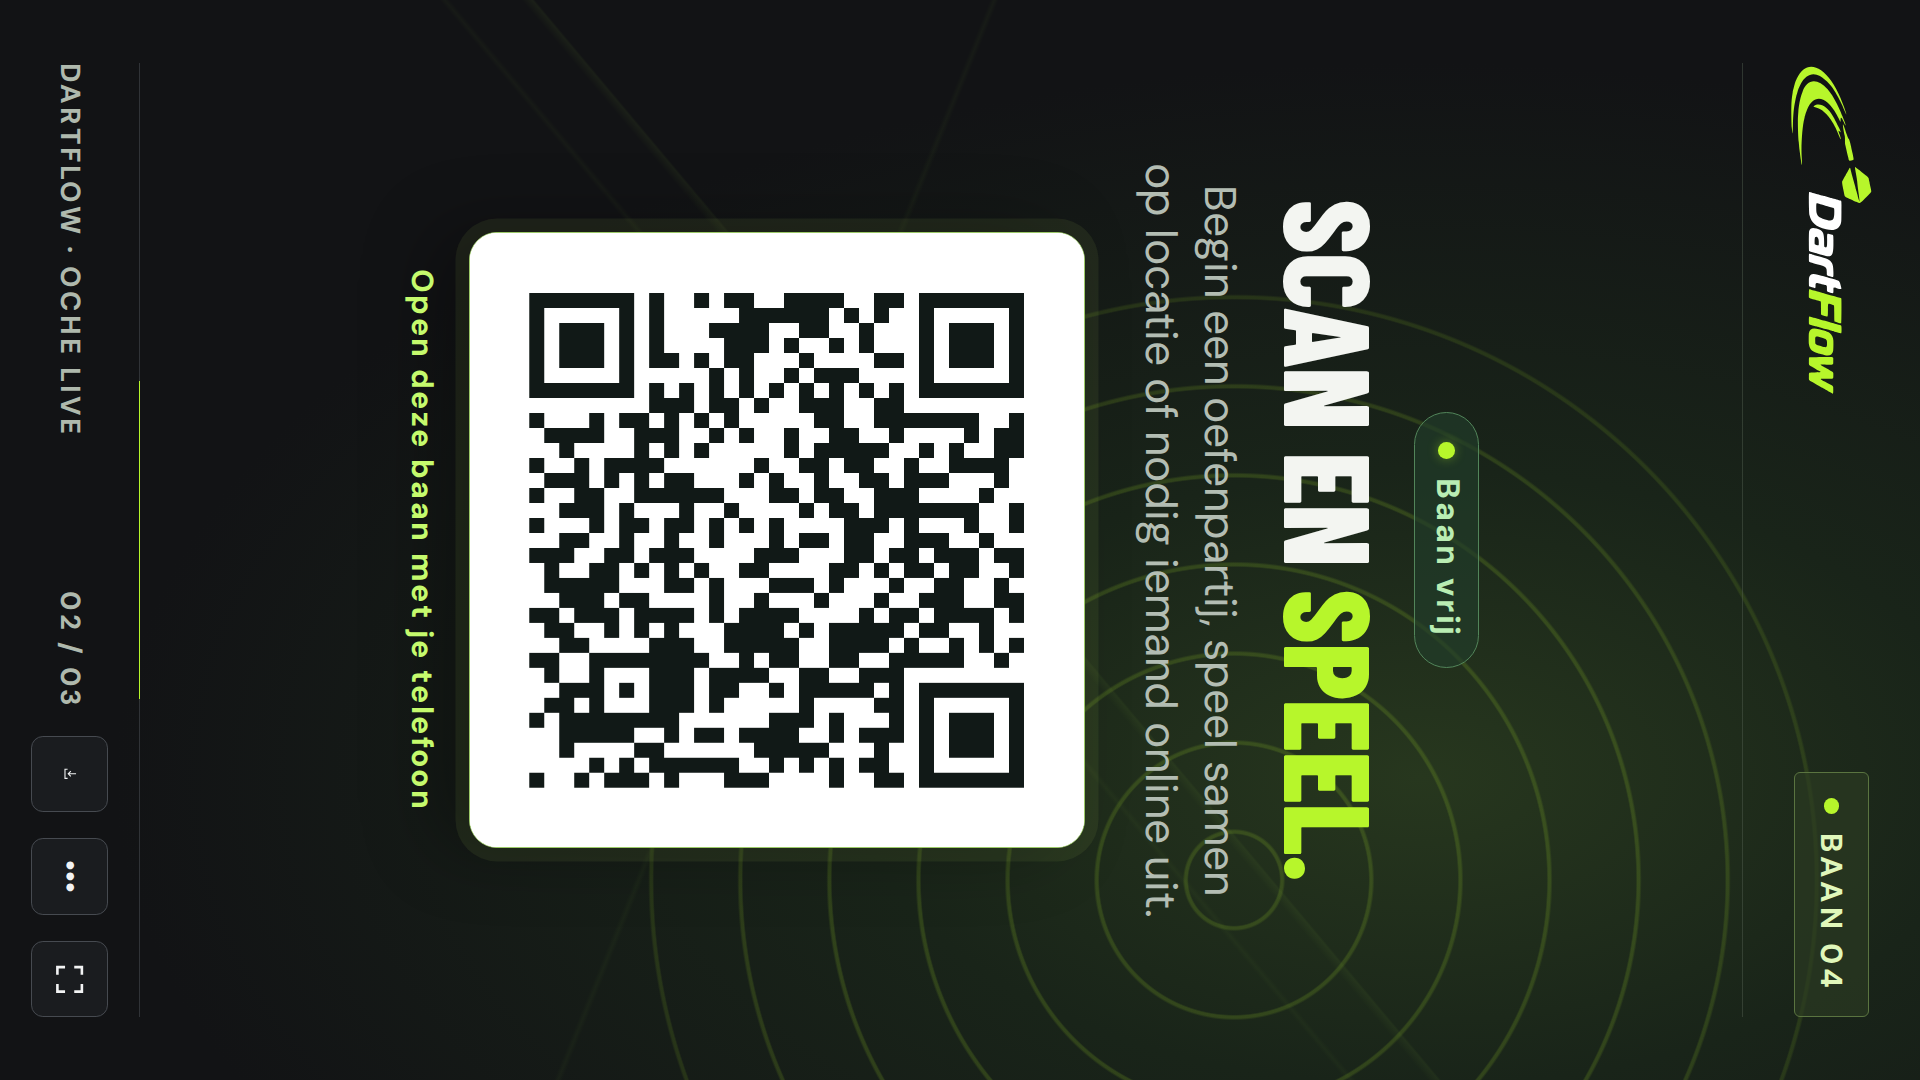 DartFlow
BAAN 04
Baan vrij
SCAN EN SPEEL.
Begin een oefenpartij, speel samen
op locatie of nodig iemand online uit.
Open deze baan met je telefoon
DARTFLOW · OCHE LIVE
02 / 03